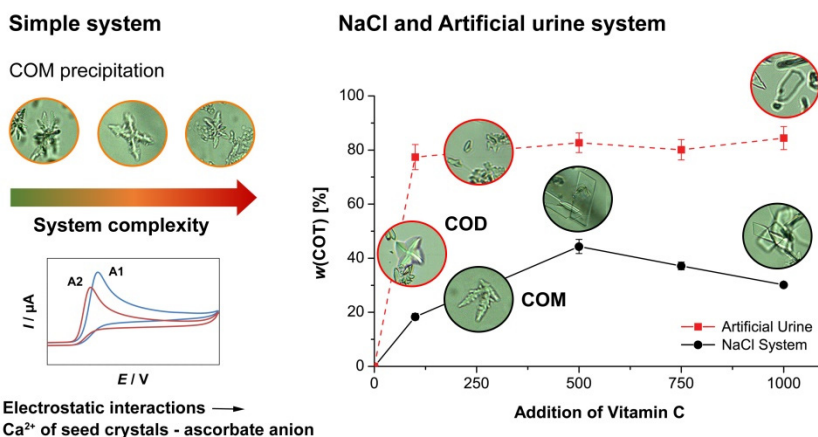 Simple system
COM precipitation
System complexity
A2
A1
I / µA
E / V
Electrostatic interactions →
Ca²⁺ of seed crystals - ascorbate anion
NaCl and Artificial urine system
w(COT) [%]
100
80
60
40
20
0
COD
COM
Artificial Urine
NaCl System
0
250
500
750
1000
Addition of Vitamin C